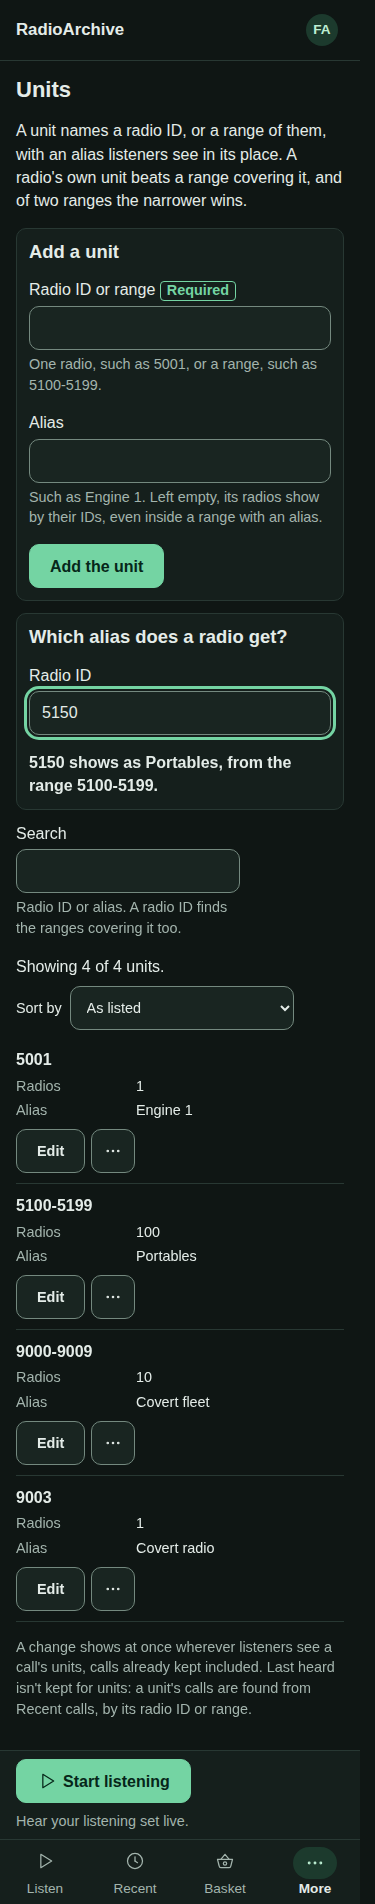 RadioArchive
FA
Units
A unit names a radio ID, or a range of them,
with an alias listeners see in its place. A
radio's own unit beats a range covering it, and
of two ranges the narrower wins.
Add a unit
Radio ID or range Required
One radio, such as 5001, or a range, such as
5100-5199.
Alias
Such as Engine 1. Left empty, its radios show
by their IDs, even inside a range with an alias.
Add the unit
Which alias does a radio get?
Radio ID
5150
5150 shows as Portables, from the
range 5100-5199.
Search
Radio ID or alias. A radio ID finds
the ranges covering it too.
Showing 4 of 4 units.
Sort by As listed
5001
Radios 1
Alias Engine 1
Edit ···
5100-5199
Radios 100
Alias Portables
Edit ···
9000-9009
Radios 10
Alias Covert fleet
Edit ···
9003
Radios 1
Alias Covert radio
Edit ···
A change shows at once wherever listeners see a
call's units, calls already kept included. Last heard
isn't kept for units: a unit's calls are found from
Recent calls, by its radio ID or range.
Start listening
Hear your listening set live.
Listen Recent Basket More